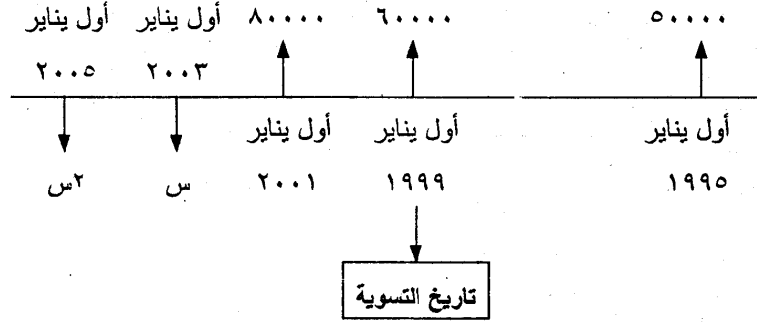 ٥٠٠٠٠ ٦٠٠٠٠ ٨٠٠٠٠ أول يناير أول يناير
٢٠٠٣ ٢٠٠٥
أول يناير أول يناير أول يناير
١٩٩٥ ١٩٩٩ ٢٠٠١ س ٢س
تاريخ التسوية